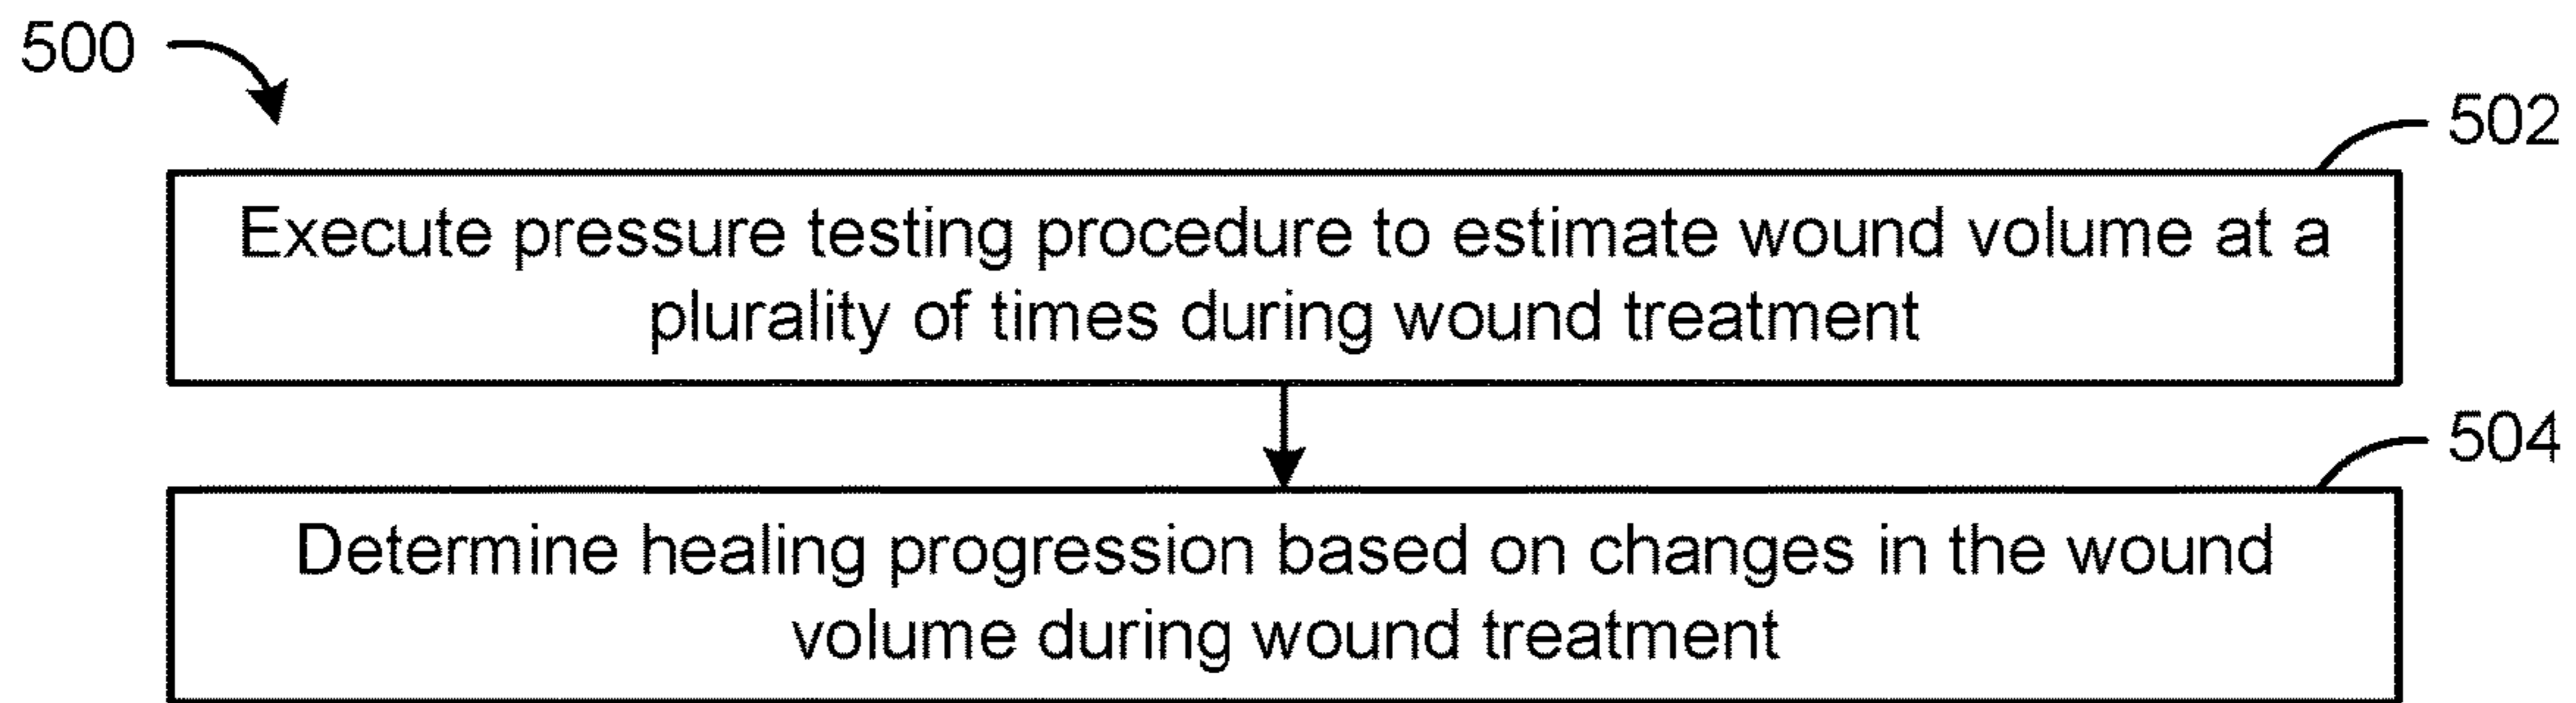 500
502
Execute pressure testing procedure to estimate wound volume at a
plurality of times during wound treatment
504
Determine healing progression based on changes in the wound
volume during wound treatment